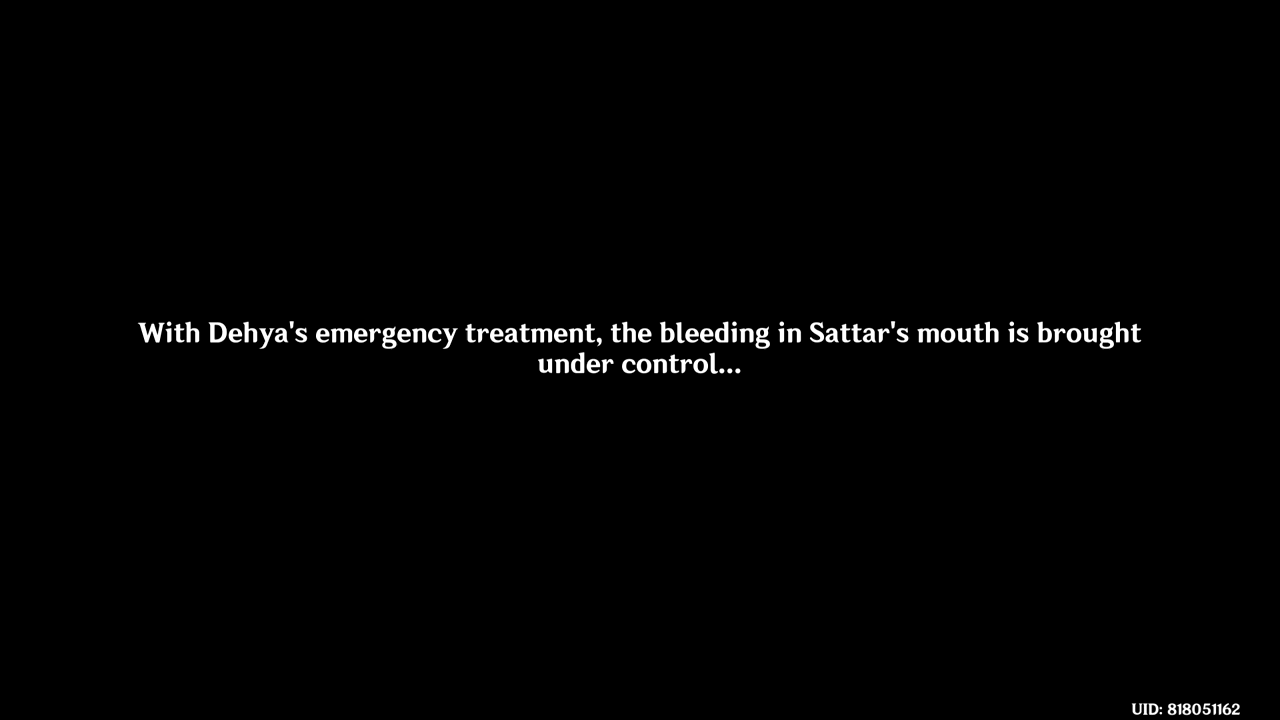 With Dehya's emergency treatment, the bleeding in Sattar's mouth is brought
under control...
UID: 818051162